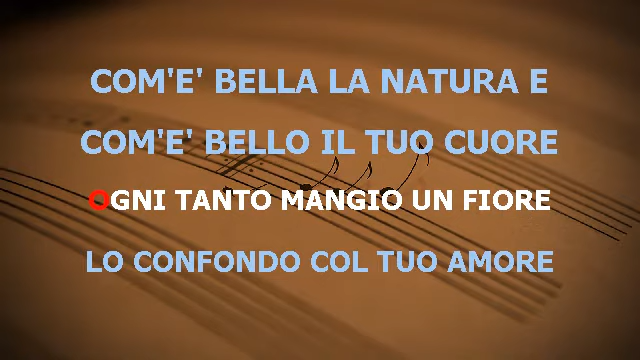 COM'E' BELLA LA NATURA E
COM'E' BELLO IL TUO CUORE
OGNI TANTO MANGIO UN FIORE
LO CONFONDO COL TUO AMORE